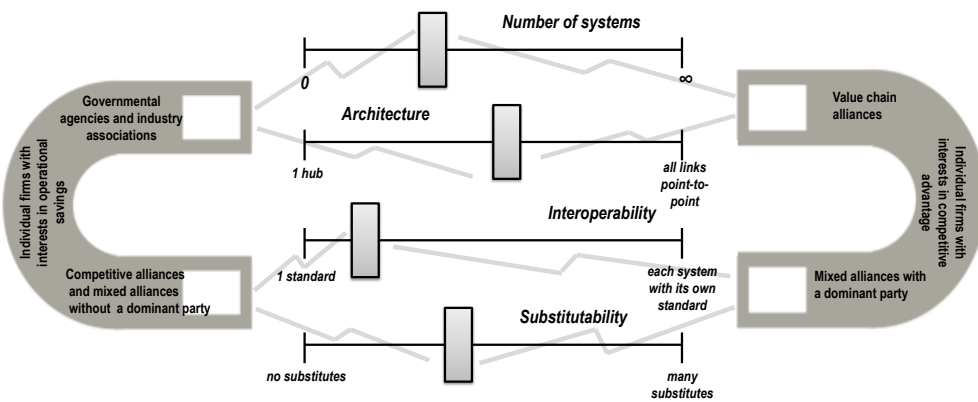 Number of systems
0
∞
Governmental
agencies and industry
associations
Individual firms with
interests in operational
savings
Competitive alliances
and mixed alliances
without a dominant party
Architecture
1 hub
all links
point-to-
point
Interoperability
1 standard
each system
with its own
standard
Substitutability
no substitutes
many
substitutes
Value chain
alliances
Individual firms with
interests in competitive
advantage
Mixed alliances with
a dominant party